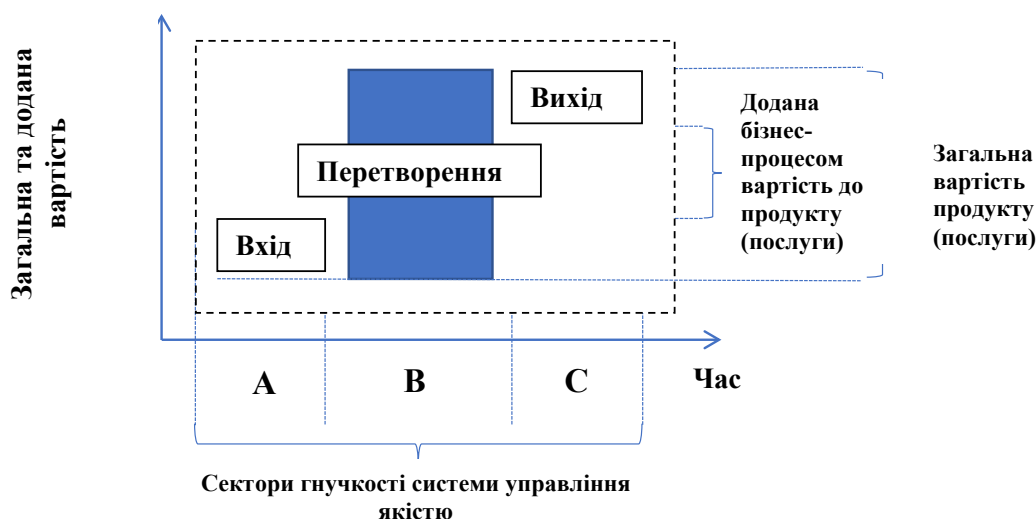 Загальна та додана
вартість
Вихід
Перетворення
Вхід
Додана
бізнес-
процесом
вартість до
продукту
(послуги)
Загальна
вартість
продукту
(послуги)
A
B
C
Час
Сектори гнучкості системи управління
якістю